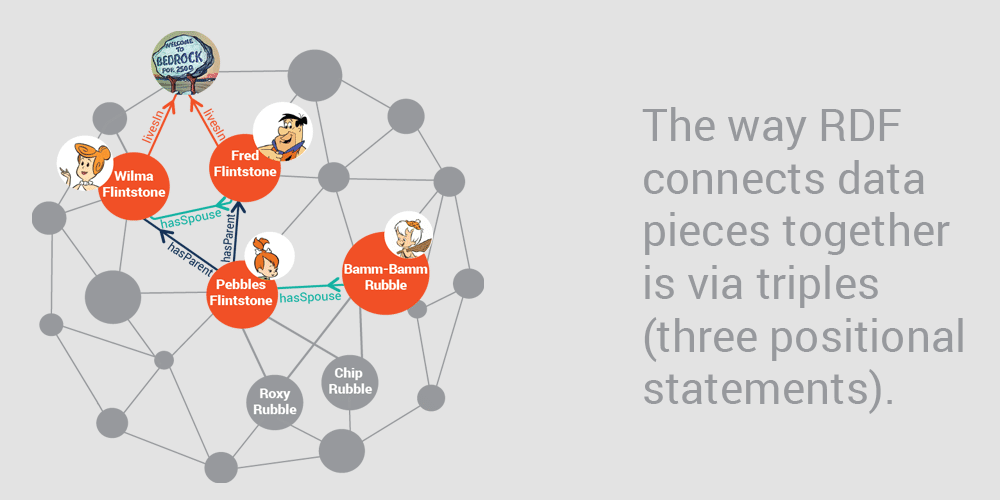 WELCOME
TO
BEDROCK
POP. 2500
livesIn
livesIn
Fred
Flintstone
Wilma
Flintstone
hasSpouse
hasParent
hasParent
Pebbles
Flintstone
hasSpouse
Bamm-Bamm
Rubble
Chip
Rubble
Roxy
Rubble
The way RDF
connects data
pieces together
is via triples
(three positional
statements).